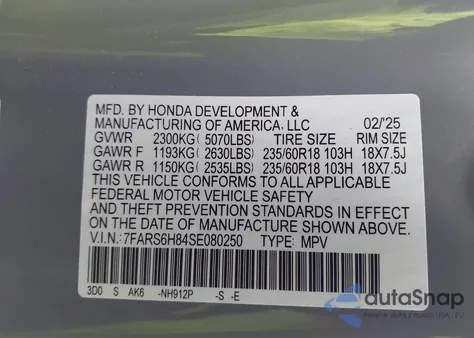 MFD. BY HONDA DEVELOPMENT &
MANUFACTURING OF AMERICA, LLC 02/'25
GVWR 2300KG( 5070LBS) TIRE SIZE RIM SIZE
GAWR F 1193KG( 2630LBS) 235/60R18 103H 18X7.5J
GAWR R 1150KG( 2535LBS) 235/60R18 103H 18X7.5J
THIS VEHICLE CONFORMS TO ALL APPLICABLE
FEDERAL MOTOR VEHICLE SAFETY
AND THEFT PREVENTION STANDARDS IN EFFECT
ON THE DATE OF MANUFACTURE SHOWN ABOVE.
V.I.N.:7FARS6H84SE080250 TYPE: MPV
3D0 S AK6 -NH912P -S -E
autaSnap